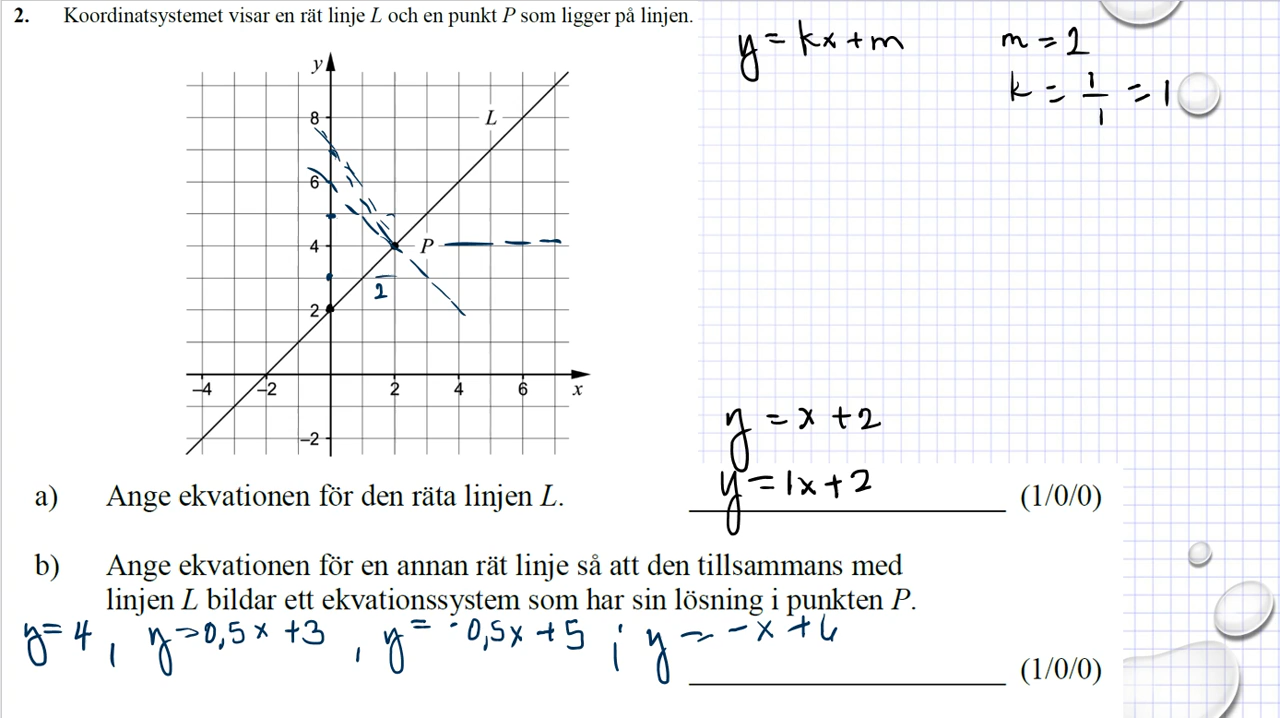 2. Koordinatsystemet visar en rät linje L och en punkt P som ligger på linjen.
y = kx + m
m = 2
k = 1/1 = 1
y
8
L
6
4
P
2
2
−4
−2
2
4
6
x
−2
y = x + 2
y = 1x + 2
a) Ange ekvationen för den räta linjen L.
(1/0/0)
b) Ange ekvationen för en annan rät linje så att den tillsammans med
linjen L bildar ett ekvationssystem som har sin lösning i punkten P.
y = 4, y = 0,5x + 3, y = -0,5x + 5; y = -x + 6
(1/0/0)